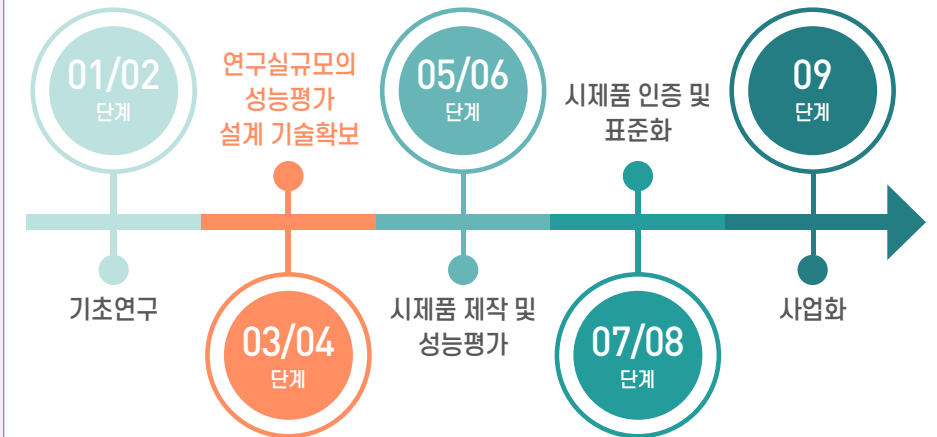 01/02
단계
기초연구
연구실규모의
성능평가
설계 기술확보
03/04
단계
05/06
단계
시제품 제작 및
성능평가
시제품 인증 및
표준화
07/08
단계
09
단계
사업화